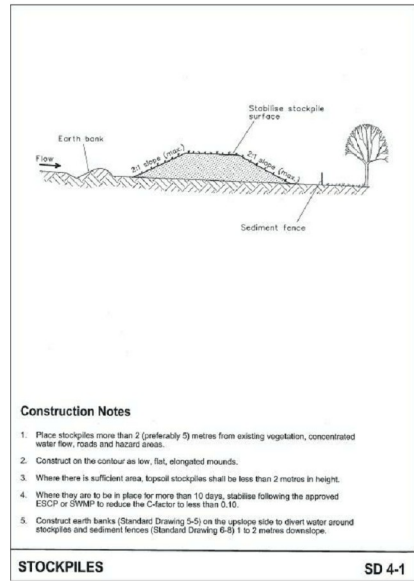 Stabilise stockpile
surface
Earth bank
Flow
2:1 slope (max.)
2:1 slope (max.)
Sediment fence
Construction Notes
1. Place stockpiles more than 2 (preferably 5) metres from existing vegetation, concentrated
water flow, roads and hazard areas.
2. Construct on the contour as low, flat, elongated mounds.
3. Where there is sufficient area, topsoil stockpiles shall be less than 2 metres in height.
4. Where they are to be in place for more than 10 days, stabilise following the approved
ESCP or SWMP to reduce the C-factor to less than 0.10.
5. Construct earth banks (Standard Drawing 5-5) on the upslope side to divert water around
stockpiles and sediment fences (Standard Drawing 6-8) 1 to 2 metres downslope.
STOCKPILES SD 4-1